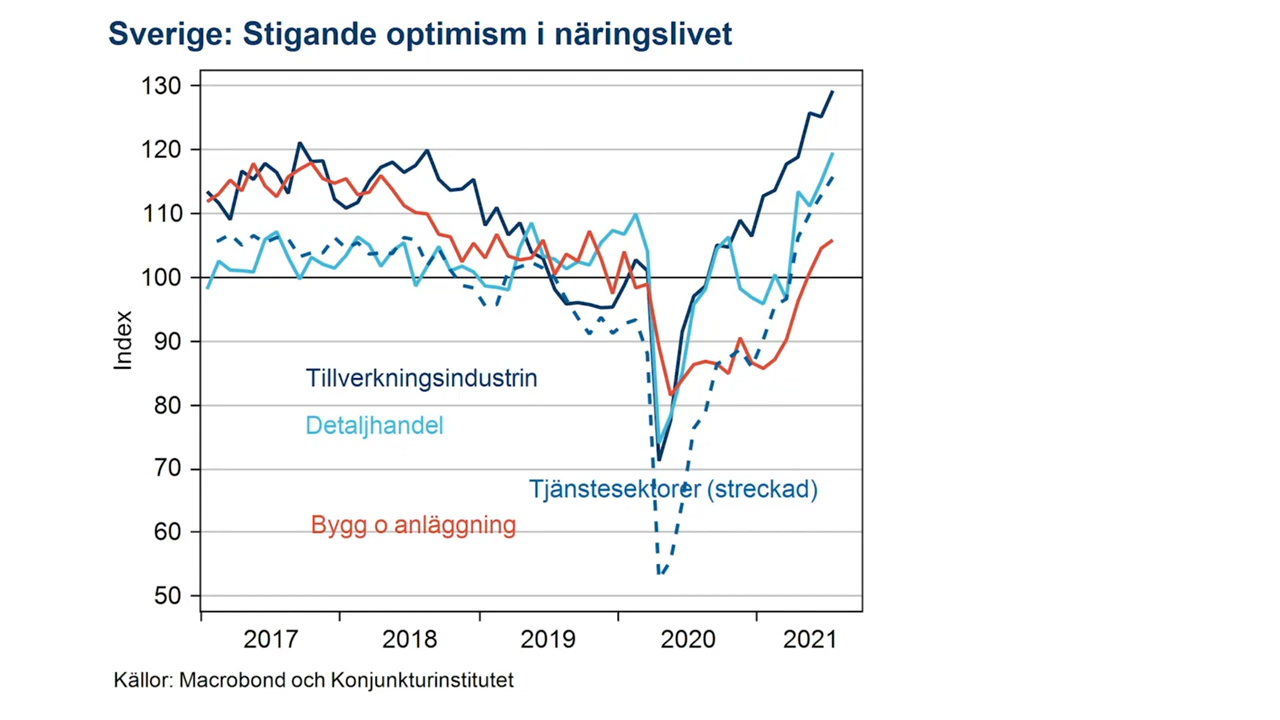 Sverige: Stigande optimism i näringslivet
130
120
110
100
90
80
70
60
50
Index
Tillverkningsindustrin
Detaljhandel
Tjänstesektorer (streckad)
Bygg o anläggning
2017 2018 2019 2020 2021
Källor: Macrobond och Konjunkturinstitutet